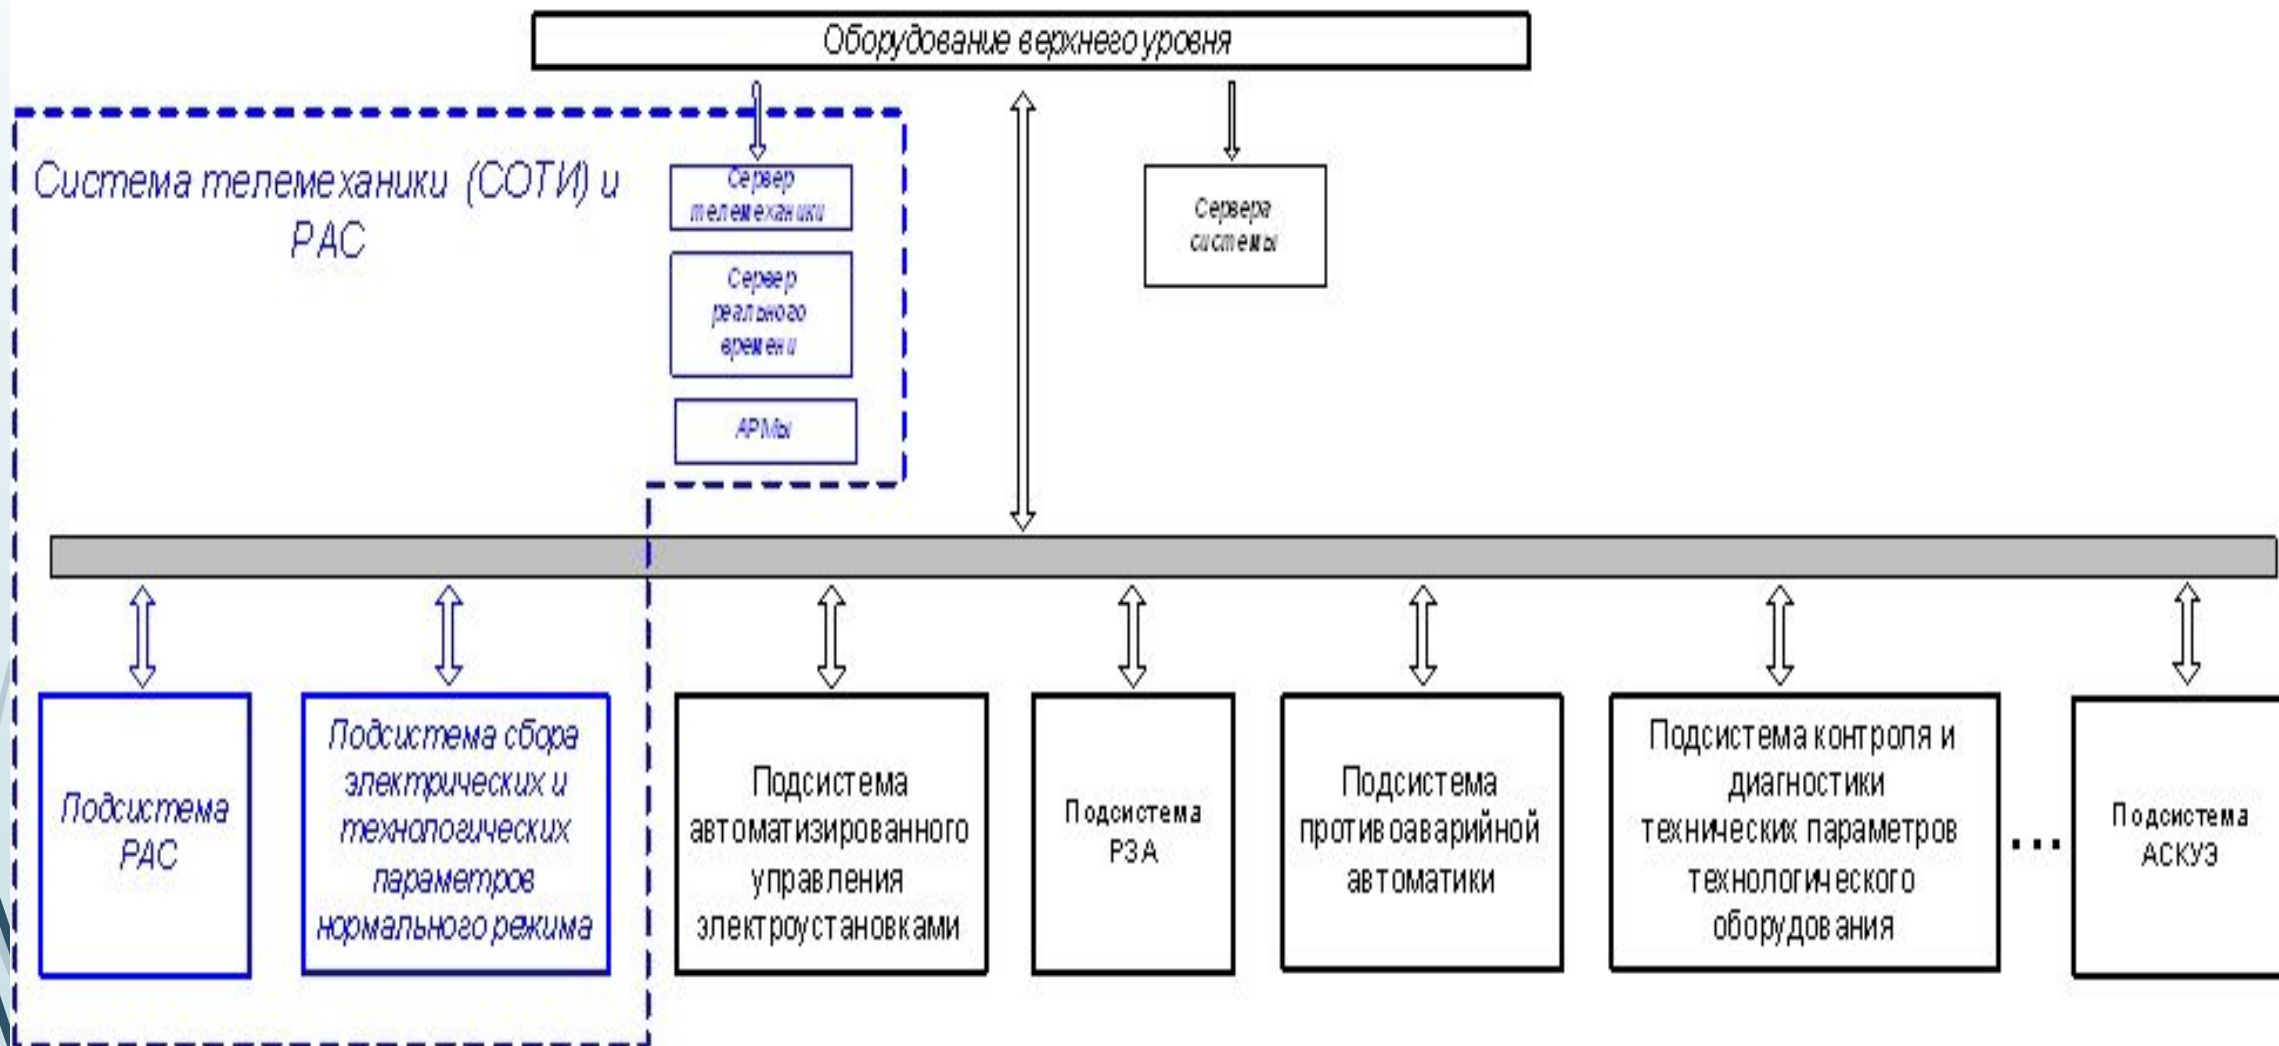 Оборудование верхнего уровня
Система телемеханики (СОТИ) и
РАС
Сервер
телемеханики
Сервер
реального
времени
АРМы
Сервера
системы
Подсистема
РАС
Подсистема сбора
электрических и
технологических
параметров
нормального режима
Подсистема
автоматизированного
управления
электроустановками
Подсистема
РЗА
Подсистема
противоаварийной
автоматики
Подсистема контроля и
диагностики
технических параметров
технологического
оборудования
...
Подсистема
АСКУЭ